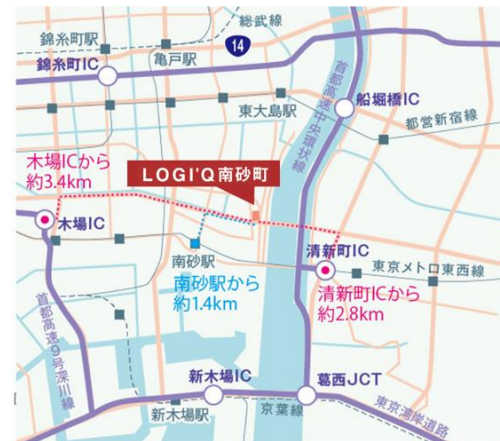 錦糸町駅
総武線
亀戸駅
14
錦糸町IC
東大島駅
船堀橋IC
首都高速中央環状線
都営新宿線
木場ICから
約3.4km
LOGI'Q南砂町
木場IC
清新町IC
南砂駅
東京メトロ東西線
南砂駅から
約1.4km
清新町ICから
約2.8km
首都高速9号深川線
新木場IC
葛西JCT
新木場駅
京葉線
東京湾岸道路